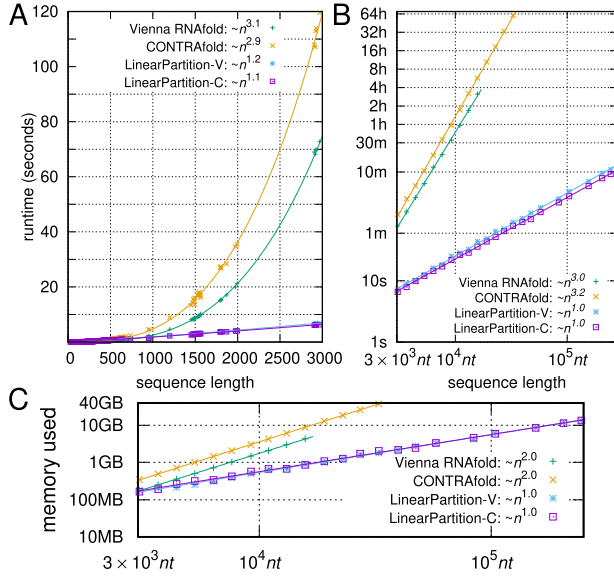 A
120
100
80
60
40
20
runtime (seconds)
Vienna RNAfold: ~n^3.1
CONTRAfold: ~n^2.9
LinearPartition-V: ~n^1.2
LinearPartition-C: ~n^1.1
0 500 1000 1500 2000 2500 3000
sequence length
B
64h
32h
16h
8h
4h
2h
1h
30m
10m
1m
10s
1s
Vienna RNAfold: ~n^3.0
CONTRAfold: ~n^3.2
LinearPartition-V: ~n^1.0
LinearPartition-C: ~n^1.0
3×10^3nt 10^4nt 10^5nt
sequence length
C
40GB
10GB
1GB
100MB
10MB
memory used
Vienna RNAfold: ~n^2.0
CONTRAfold: ~n^2.0
LinearPartition-V: ~n^1.0
LinearPartition-C: ~n^1.0
3×10^3nt 10^4nt 10^5nt